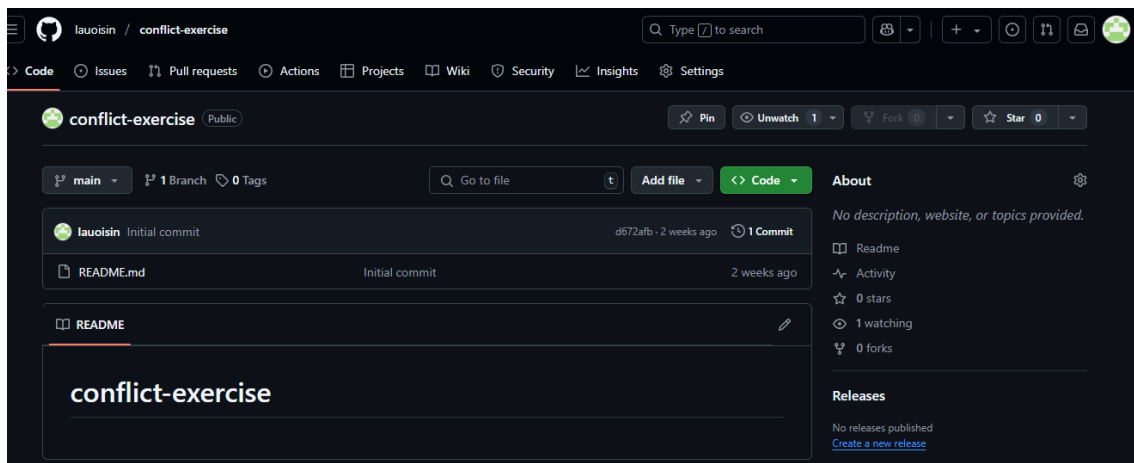 lauoisin / conflict-exercise
Type / to search
Code Issues Pull requests Actions Projects Wiki Security Insights Settings
conflict-exercise Public
Pin Unwatch 1 Fork 0 Star 0
main 1 Branch 0 Tags
Go to file t Add file Code
lauoisin Initial commit d672afb · 2 weeks ago 1 Commit
README.md Initial commit 2 weeks ago
README
conflict-exercise
About
No description, website, or topics provided.
Readme
Activity
0 stars
1 watching
0 forks
Releases
No releases published
Create a new release